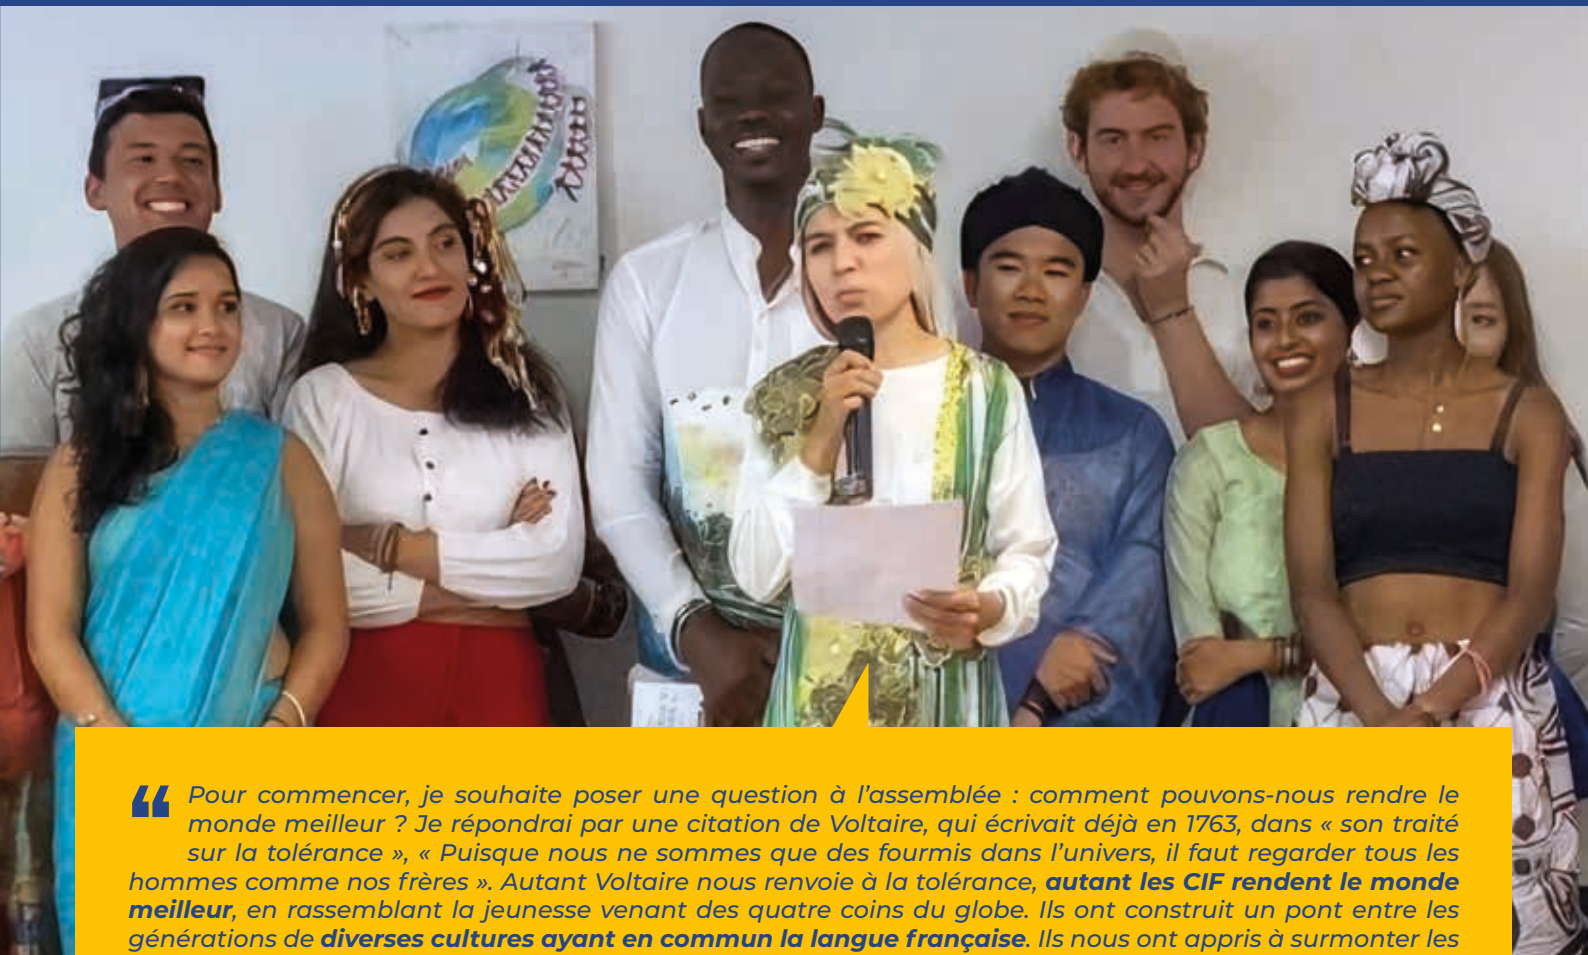 “ Pour commencer, je souhaite poser une question à l’assemblée : comment pouvons-nous rendre le
monde meilleur ? Je répondrai par une citation de Voltaire, qui écrivait déjà en 1763, dans « son traité
sur la tolérance », « Puisque nous ne sommes que des fourmis dans l’univers, il faut regarder tous les
hommes comme nos frères ». Autant Voltaire nous renvoie à la tolérance, autant les CIF rendent le monde
meilleur, en rassemblant la jeunesse venant des quatre coins du globe. Ils ont construit un pont entre les
générations de diverses cultures ayant en commun la langue française. Ils nous ont appris à surmonter les